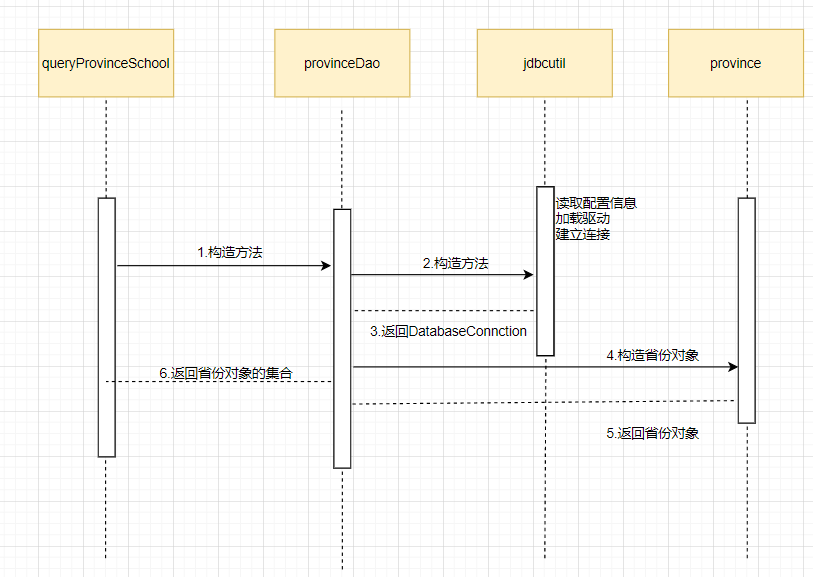 queryProvinceSchool
provinceDao
jdbcutil
province
读取配置信息
加载驱动
建立连接
1.构造方法
2.构造方法
3.返回DatabaseConnction
4.构造省份对象
6.返回省份对象的集合
5.返回省份对象